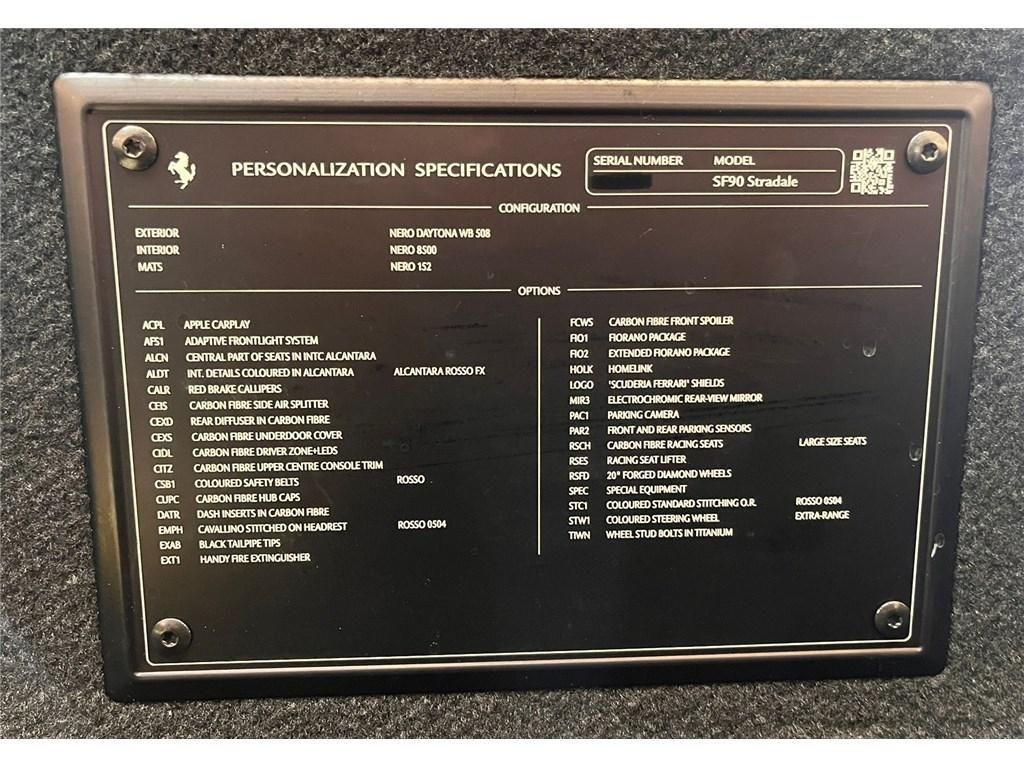 PERSONALIZATION SPECIFICATIONS
SERIAL NUMBER MODEL
SF90 Stradale
CONFIGURATION
EXTERIOR NERO DAYTONA WB 508
INTERIOR NERO 8500
MATS NERO 152
OPTIONS
ACPL APPLE CARPLAY
AFS1 ADAPTIVE FRONTLIGHT SYSTEM
ALCN CENTRAL PART OF SEATS IN INTC ALCANTARA
ALDT INT. DETAILS COLOURED IN ALCANTARA ALCANTARA ROSSO FX
CALR RED BRAKE CALLIPERS
CEIS CARBON FIBRE SIDE AIR SPLITTER
CEXD REAR DIFFUSER IN CARBON FIBRE
CEXS CARBON FIBRE UNDERDOOR COVER
CIDL CARBON FIBRE DRIVER ZONE+LEDS
CITZ CARBON FIBRE UPPER CENTRE CONSOLE TRIM
CSB1 COLOURED SAFETY BELTS ROSSO
CUPC CARBON FIBRE HUB CAPS
DATR DASH INSERTS IN CARBON FIBRE
EMPH CAVALLINO STITCHED ON HEADREST ROSSO 0504
EXAB BLACK TAILPIPE TIPS
EXT1 HANDY FIRE EXTINGUISHER
FCWS CARBON FIBRE FRONT SPOILER
FIO1 FIORANO PACKAGE
FIO2 EXTENDED FIORANO PACKAGE
HOLK HOMELINK
LOGO 'SCUDERIA FERRARI' SHIELDS
MIR3 ELECTROCHROMIC REAR-VIEW MIRROR
PAC1 PARKING CAMERA
PAR2 FRONT AND REAR PARKING SENSORS
RSCH CARBON FIBRE RACING SEATS LARGE SIZE SEATS
RSES RACING SEAT LIFTER
RSFD 20" FORGED DIAMOND WHEELS
SPEC SPECIAL EQUIPMENT
STC1 COLOURED STANDARD STITCHING O.R. ROSSO 0504
STW1 COLOURED STEERING WHEEL EXTRA-RANGE
TIWN WHEEL STUD BOLTS IN TITANIUM